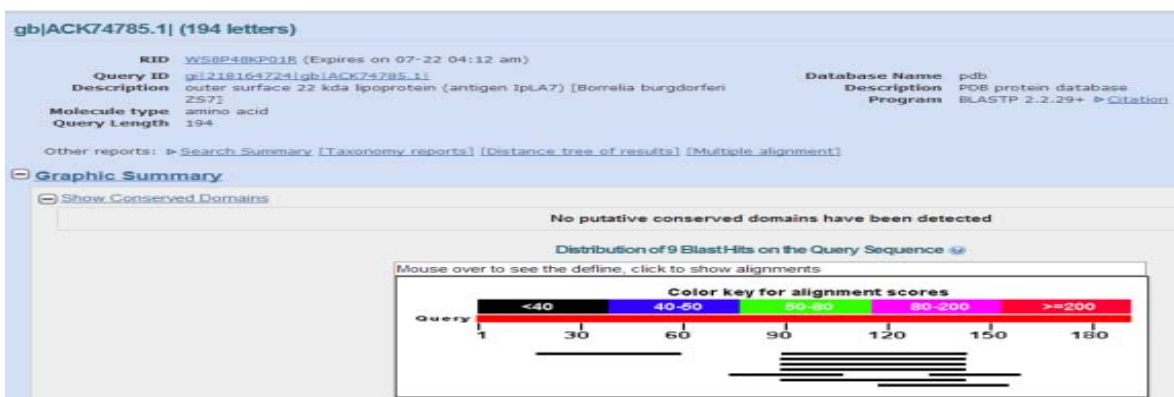 gb|ACK74785.1| (194 letters)
RID WS8P48KP01R (Expires on 07-22 04:12 am)
Query ID gi|218164724|gb|ACK74785.1|
Description outer surface 22 kda lipoprotein (antigen IpLA7) [Borrelia burgdorferi ZS7]
Molecule type amino acid
Query Length 194
Database Name pdb
Description PDB protein database
Program BLASTP 2.2.29+ Citation
Other reports: Search Summary [Taxonomy reports] [Distance tree of results] [Multiple alignment]
Graphic Summary
Show Conserved Domains
No putative conserved domains have been detected
Distribution of 9 Blast Hits on the Query Sequence
Mouse over to see the defline, click to show alignments
Color key for alignment scores
<40 40-50 50-80 80-200 >=200
Query
1 30 60 90 120 150 180